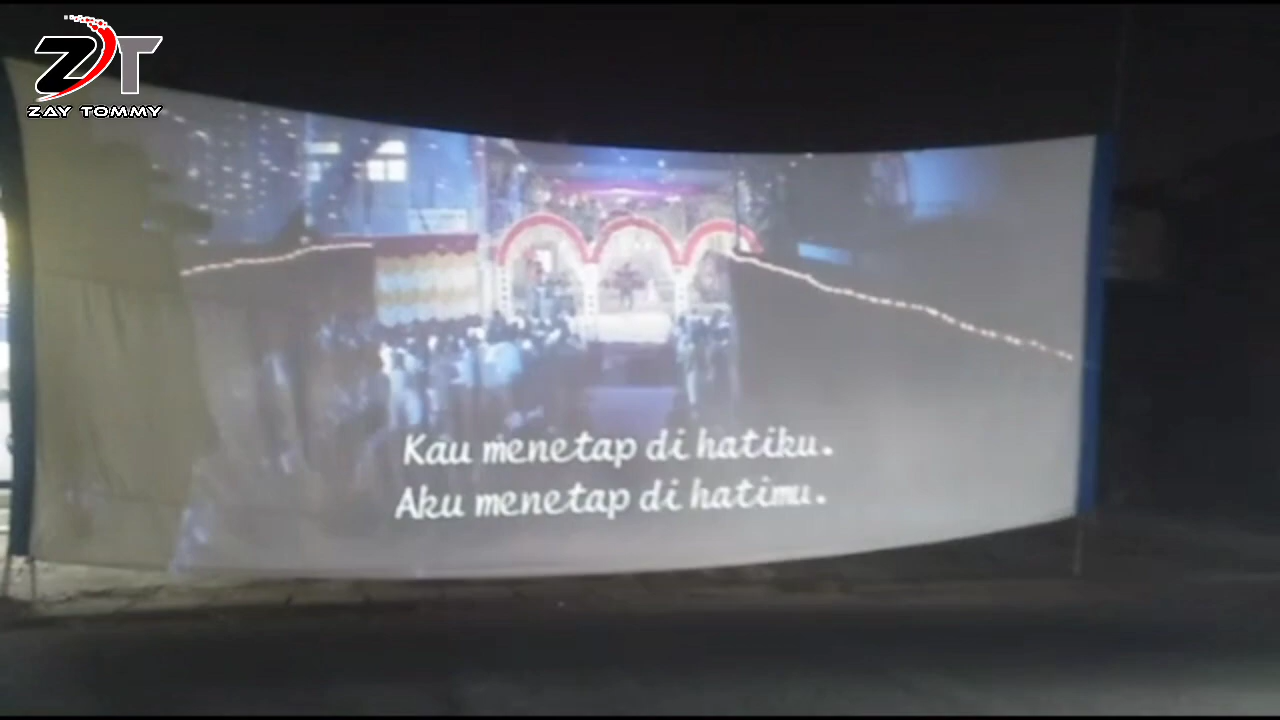 ZT
ZAY TOMMY
Kau menetap di hatiku.
Aku menetap di hatimu.